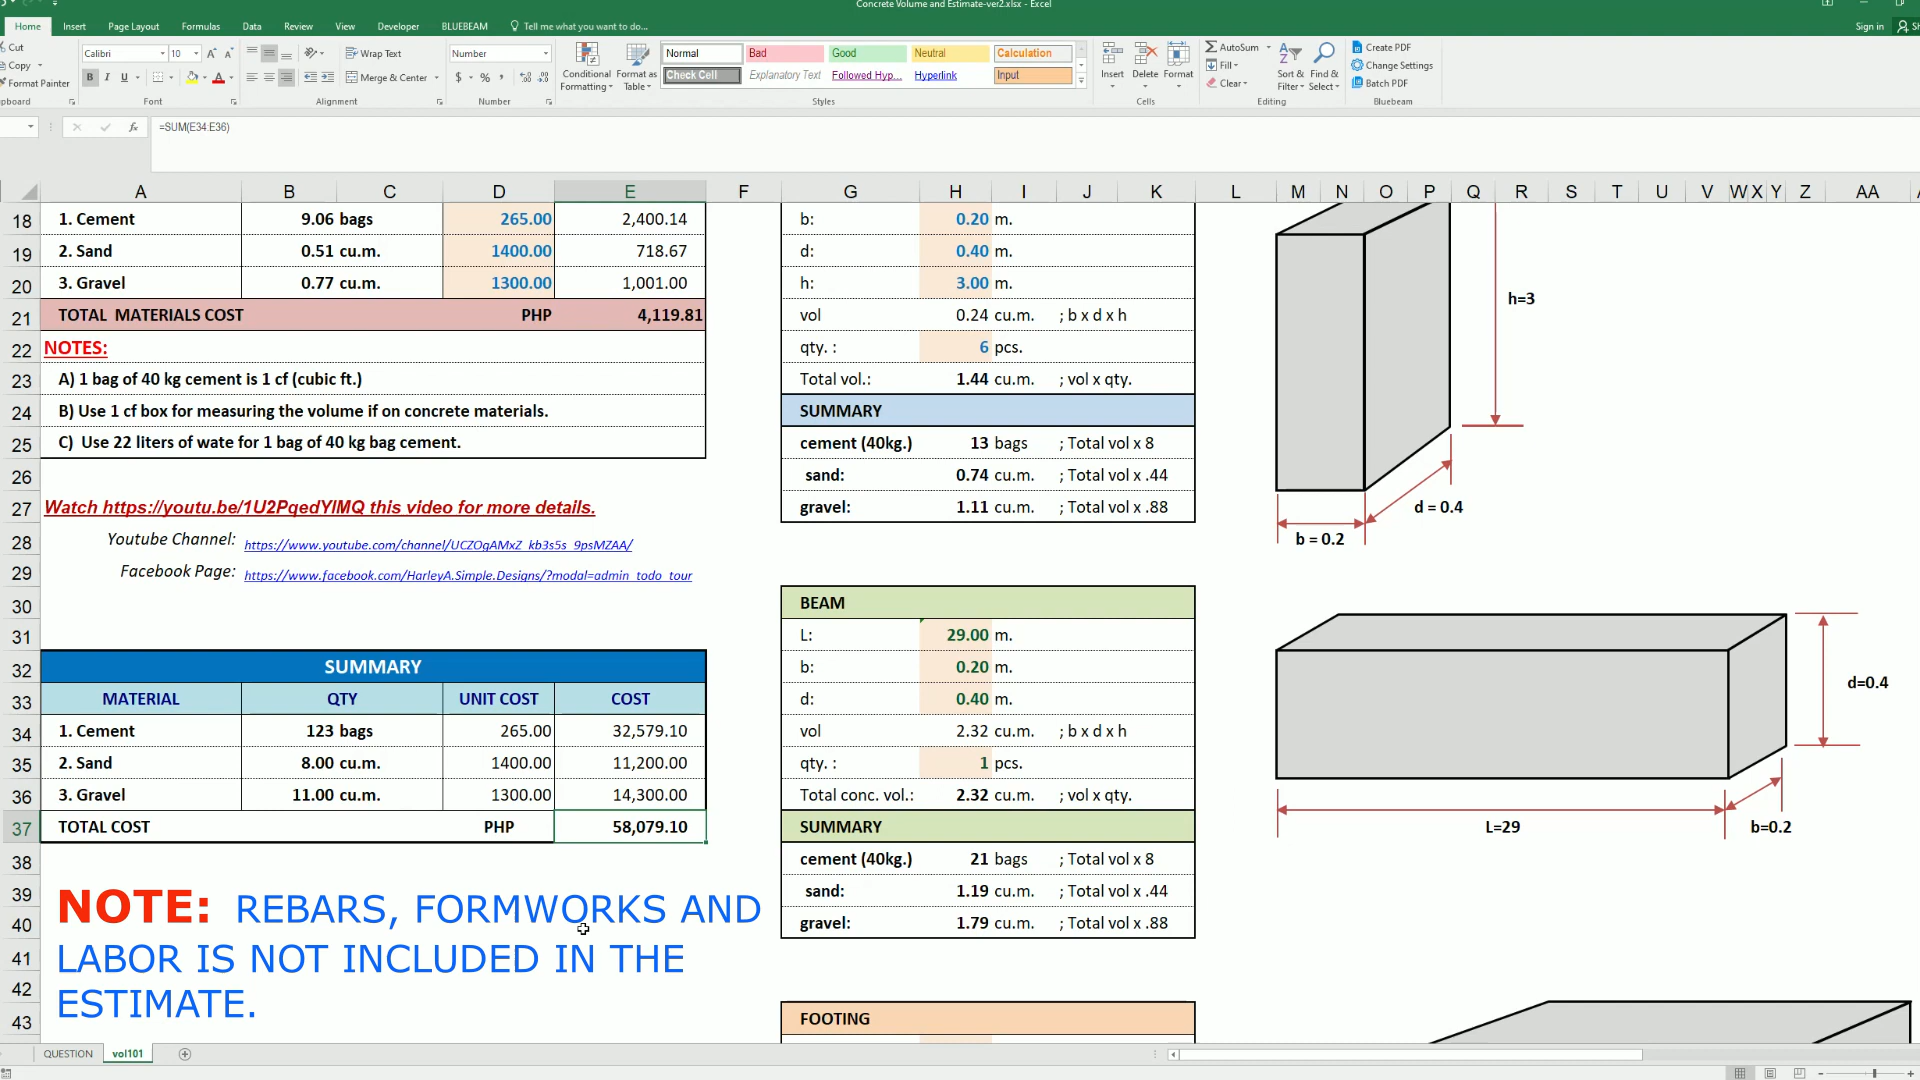 Concrete Volume and Estimate-ver2.xlsx - Excel
Home Insert Page Layout Formulas Data Review View Developer BLUEBEAM Tell me what you want to do... Sign in
Cut
Copy
Format Painter
Calibri 10
B I U
Wrap Text
Merge & Center
Number
$ % ,
Conditional Formatting
Format as Table
Normal Bad Good Neutral Calculation
Check Cell Explanatory Text Followed Hyp... Hyperlink Input
Insert Delete Format
AutoSum
Fill
Clear
Sort & Filter
Find & Select
Create PDF
Change Settings
Batch PDF
Font Alignment Number Styles Cells Editing Bluebeam
fx =SUM(E34:E36)
A B C D E F G H I J K L M N O P Q R S T U V W X Y Z AA
18 1. Cement 9.06 bags 265.00 2,400.14
19 2. Sand 0.51 cu.m. 1400.00 718.67
20 3. Gravel 0.77 cu.m. 1300.00 1,001.00
21 TOTAL MATERIALS COST PHP 4,119.81
22 NOTES:
23 A) 1 bag of 40 kg cement is 1 cf (cubic ft.)
24 B) Use 1 cf box for measuring the volume if on concrete materials.
25 C) Use 22 liters of wate for 1 bag of 40 kg bag cement.
26
27 Watch https://youtu.be/1U2PqedYlMQ this video for more details.
28 Youtube Channel: https://www.youtube.com/channel/UCZOgAMxZ_kb3s5s_9psMZAA/
29 Facebook Page: https://www.facebook.com/HarleyA.Simple.Designs/?modal=admin_todo_tour
30
31
32 SUMMARY
33 MATERIAL QTY UNIT COST COST
34 1. Cement 123 bags 265.00 32,579.10
35 2. Sand 8.00 cu.m. 1400.00 11,200.00
36 3. Gravel 11.00 cu.m. 1300.00 14,300.00
37 TOTAL COST PHP 58,079.10
38
39
40
41
42
43
NOTE: REBARS, FORMWORKS AND
LABOR IS NOT INCLUDED IN THE
ESTIMATE.
b: 0.20 m.
d: 0.40 m.
h: 3.00 m.
vol 0.24 cu.m. ; b x d x h
qty. : 6 pcs.
Total vol.: 1.44 cu.m. ; vol x qty.
SUMMARY
cement (40kg.) 13 bags ; Total vol x 8
sand: 0.74 cu.m. ; Total vol x .44
gravel: 1.11 cu.m. ; Total vol x .88
BEAM
L: 29.00 m.
b: 0.20 m.
d: 0.40 m.
vol 2.32 cu.m. ; b x d x h
qty. : 1 pcs.
Total conc. vol.: 2.32 cu.m. ; vol x qty.
SUMMARY
cement (40kg.) 21 bags ; Total vol x 8
sand: 1.19 cu.m. ; Total vol x .44
gravel: 1.79 cu.m. ; Total vol x .88
FOOTING
h=3
d = 0.4
b = 0.2
d=0.4
L=29
b=0.2
QUESTION vol101